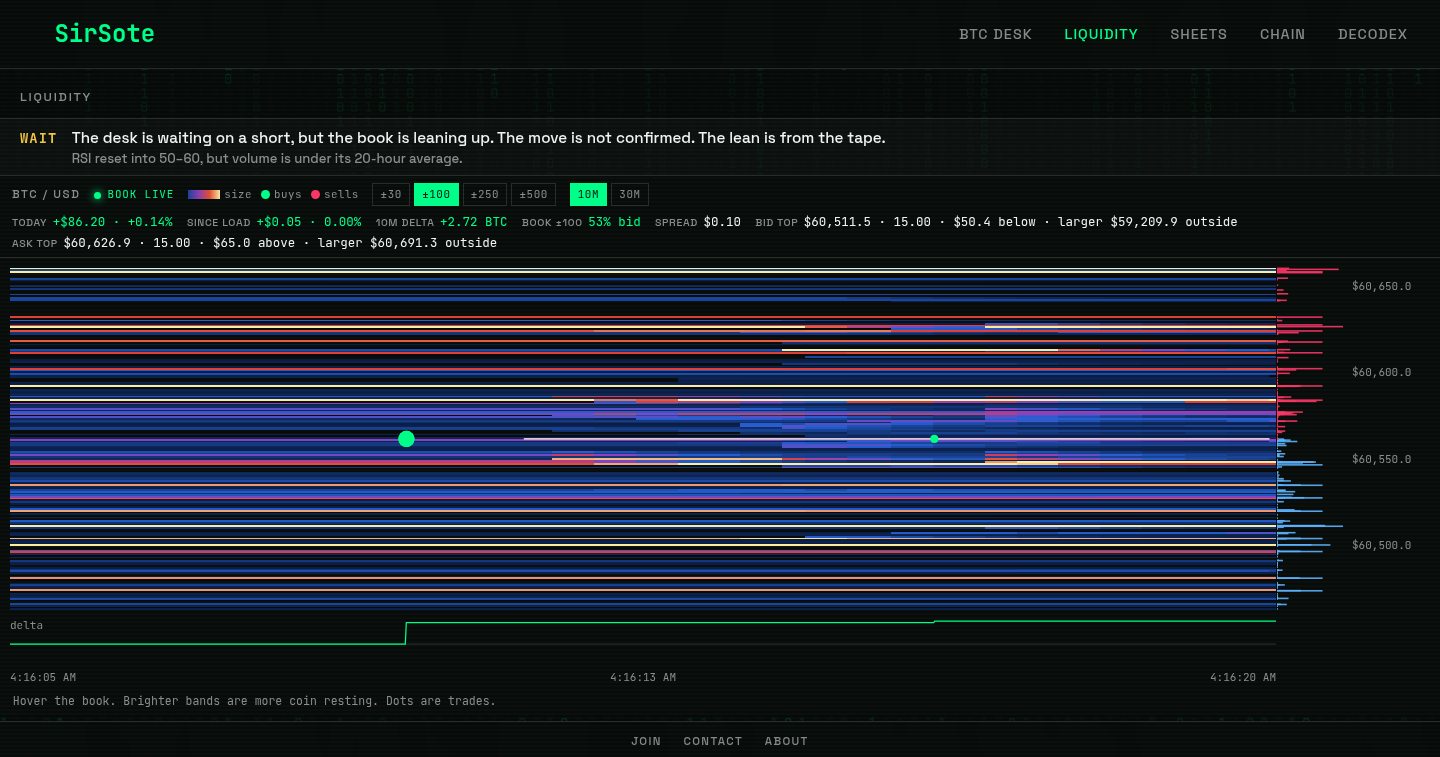 SirSote
BTC DESK LIQUIDITY SHEETS CHAIN DECODEX
LIQUIDITY
WAIT The desk is waiting on a short, but the book is leaning up. The move is not confirmed. The lean is from the tape.
RSI reset into 50–60, but volume is under its 20-hour average.
BTC / USD BOOK LIVE size buys sells ±30 ±100 ±250 ±500 10M 30M
TODAY +$86.20 · +0.14% SINCE LOAD +$0.05 · 0.00% 10M DELTA +2.72 BTC BOOK ±100 53% bid SPREAD $0.10 BID TOP $60,511.5 · 15.00 · $50.4 below · larger $59,209.9 outside
ASK TOP $60,626.9 · 15.00 · $65.0 above · larger $60,691.3 outside
$60,650.0
$60,600.0
$60,550.0
$60,500.0
delta
4:16:05 AM 4:16:13 AM 4:16:20 AM
Hover the book. Brighter bands are more coin resting. Dots are trades.
JOIN CONTACT ABOUT